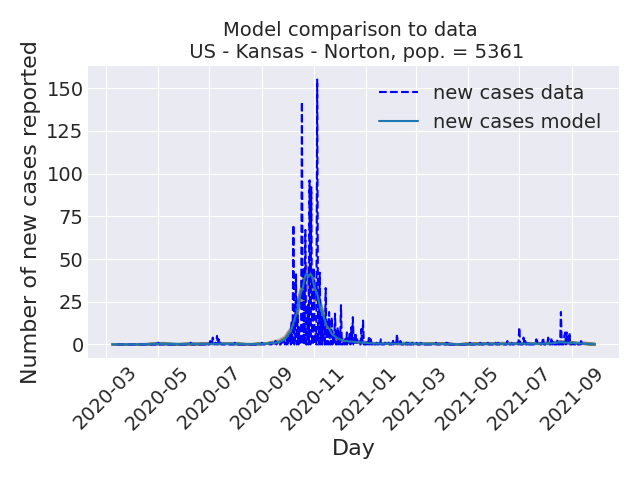 Model comparison to data
US - Kansas - Norton, pop. = 5361
Number of new cases reported
150
125
100
75
50
25
0
new cases data
new cases model
2020-03
2020-05
2020-07
2020-09
2020-11
2021-01
2021-03
2021-05
2021-07
2021-09
Day